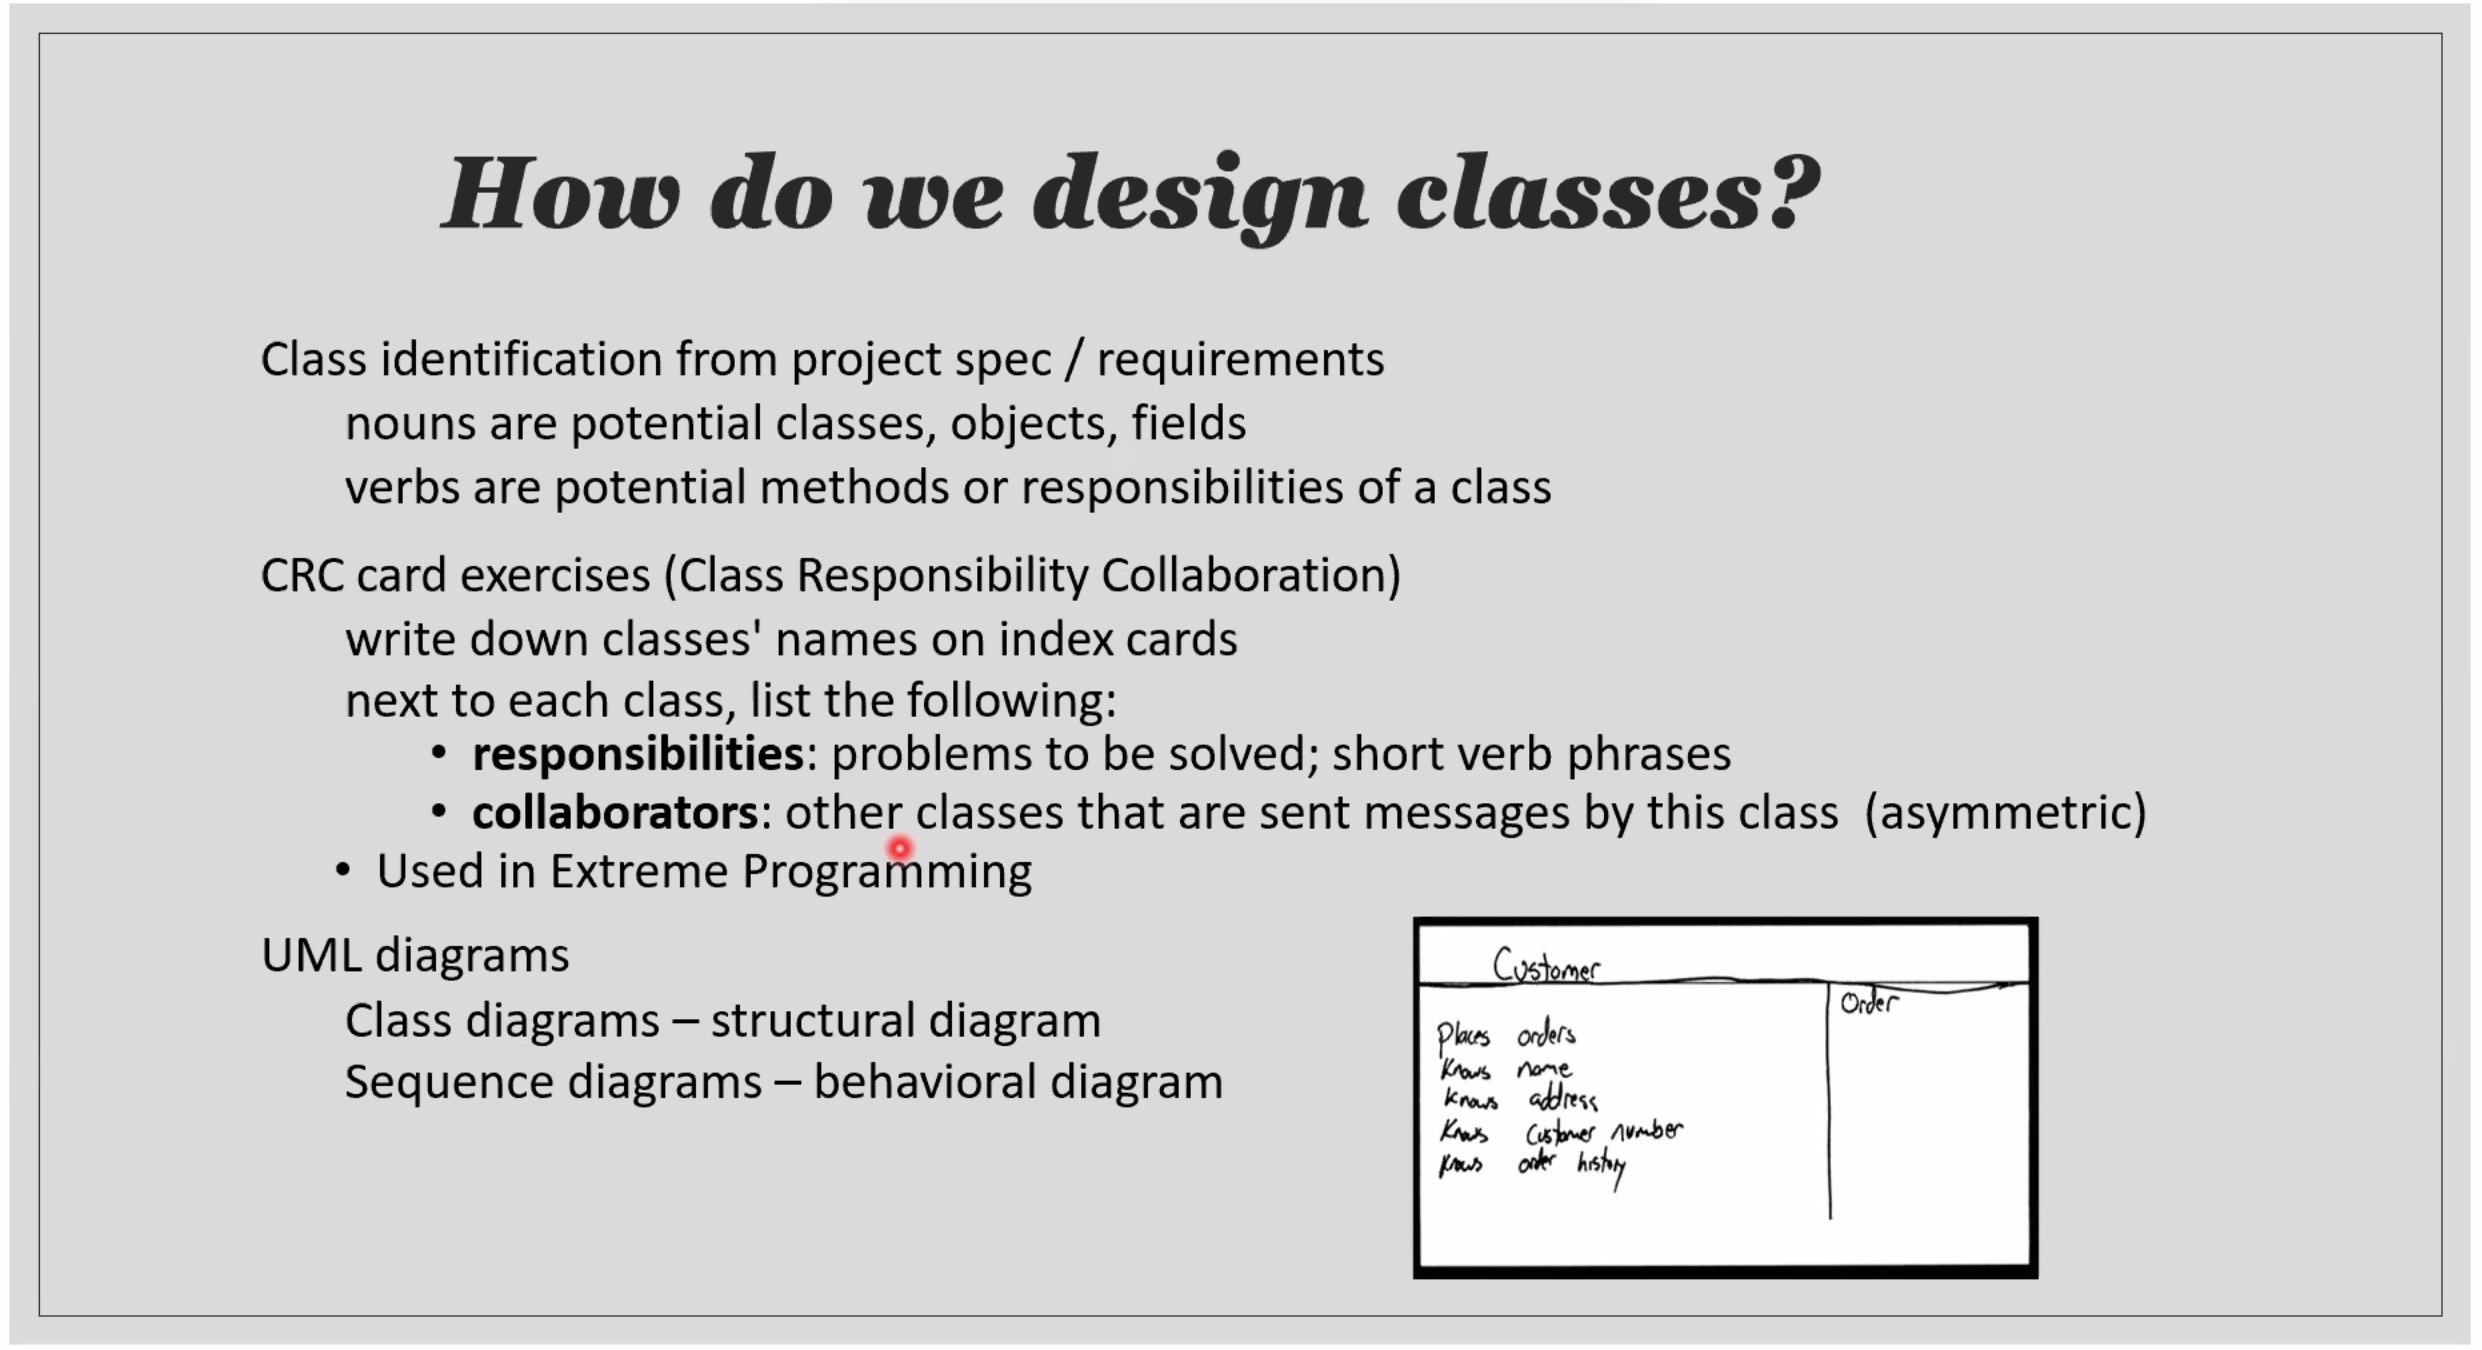 How do we design classes?
Class identification from project spec / requirements
nouns are potential classes, objects, fields
verbs are potential methods or responsibilities of a class
CRC card exercises (Class Responsibility Collaboration)
write down classes' names on index cards
next to each class, list the following:
• responsibilities: problems to be solved; short verb phrases
• collaborators: other classes that are sent messages by this class (asymmetric)
• Used in Extreme Programming
UML diagrams
Class diagrams – structural diagram
Sequence diagrams – behavioral diagram
Customer
Order
Places orders
Knows name
Knows address
Knows Customer number
Knows order history